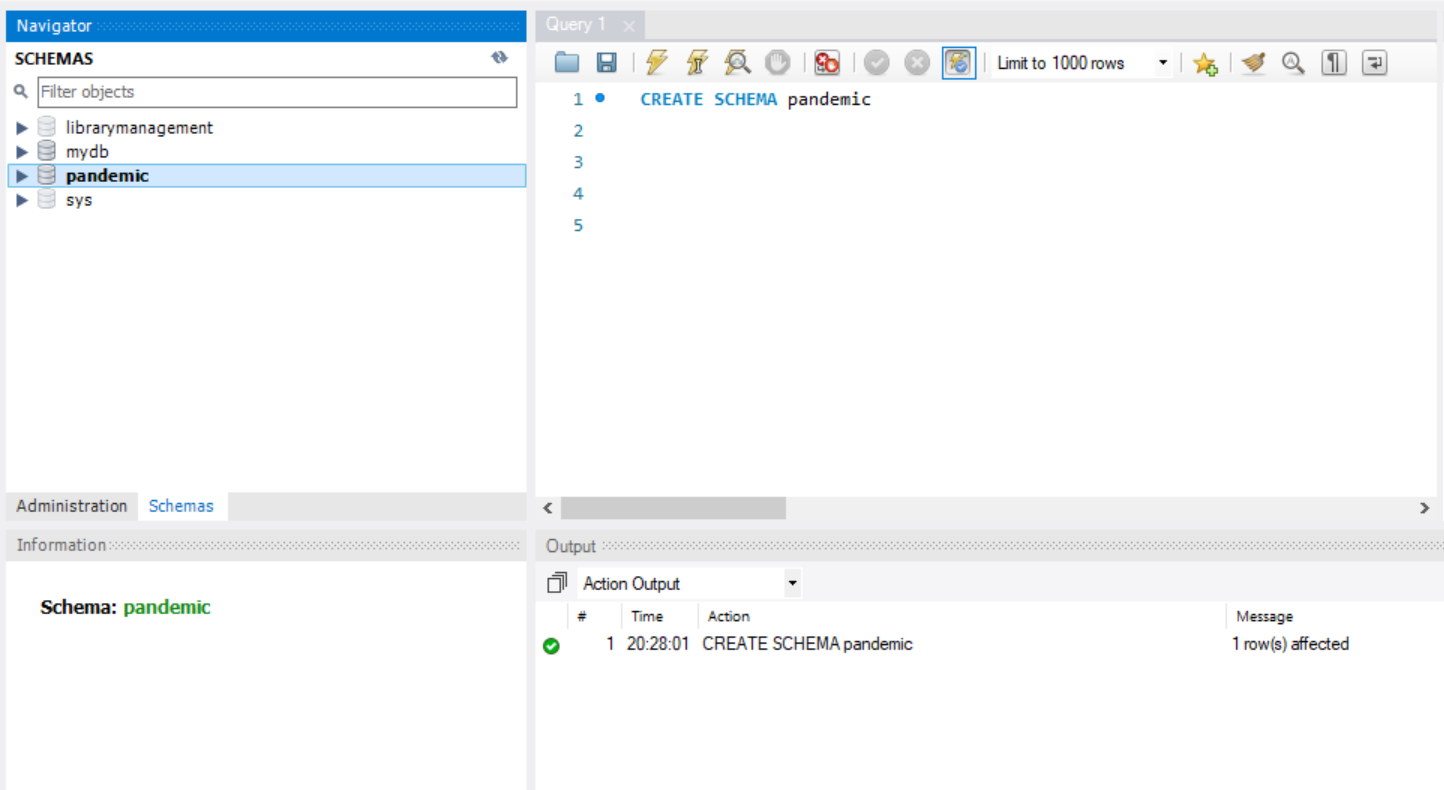 Navigator
SCHEMAS
Filter objects
librarymanagement
mydb
pandemic
sys
Administration Schemas
Information
Schema: pandemic
Query 1
Limit to 1000 rows
1 CREATE SCHEMA pandemic
2
3
4
5
Output
Action Output
# Time Action Message
1 20:28:01 CREATE SCHEMA pandemic 1 row(s) affected